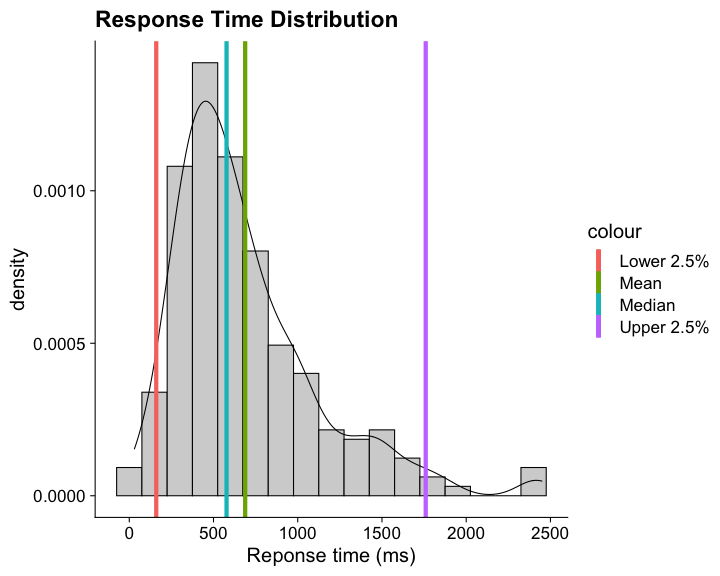 Response Time Distribution
density
0.0010
0.0005
0.0000
0
500
1000
1500
2000
2500
Reponse time (ms)
colour
Lower 2.5%
Mean
Median
Upper 2.5%